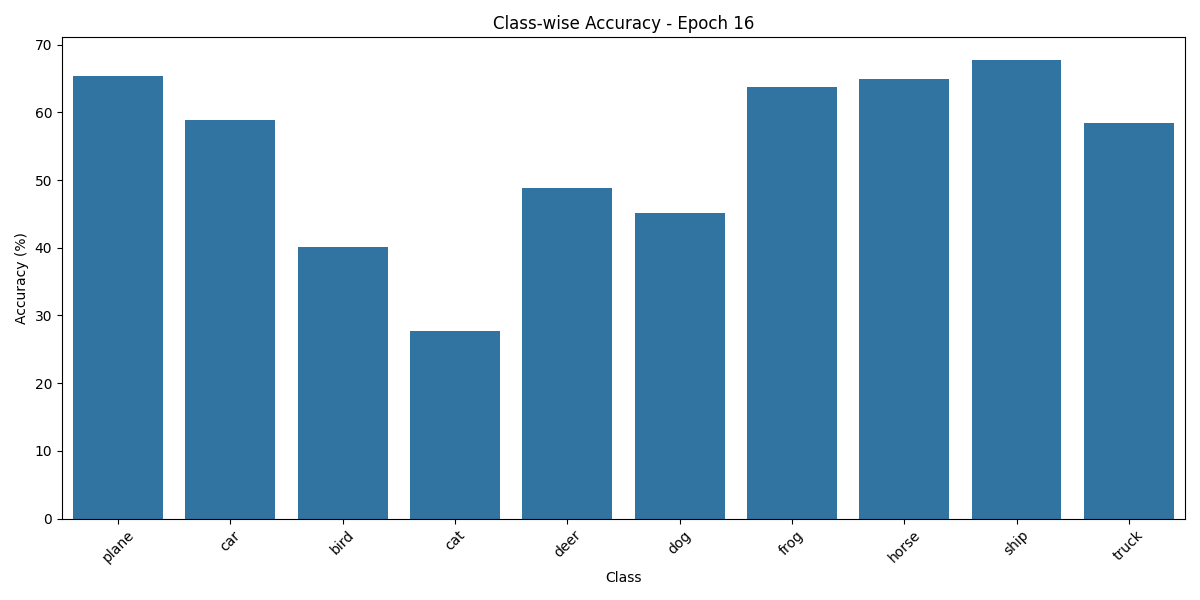 Class-wise Accuracy - Epoch 16
70
60
50
40
30
20
10
0
Accuracy (%)
plane
car
bird
cat
deer
dog
frog
horse
ship
truck
Class